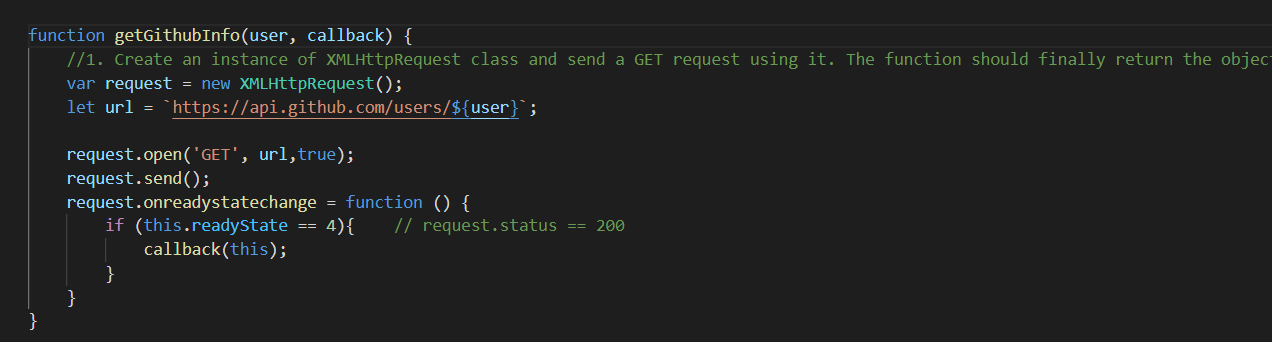 function getGithubInfo(user, callback) {
//1. Create an instance of XMLHttpRequest class and send a GET request using it. The function should finally return the objec
var request = new XMLHttpRequest();
let url = `https://api.github.com/users/${user}`;
request.open('GET', url,true);
request.send();
request.onreadystatechange = function () {
if (this.readyState == 4){    // request.status == 200
callback(this);
}
}
}